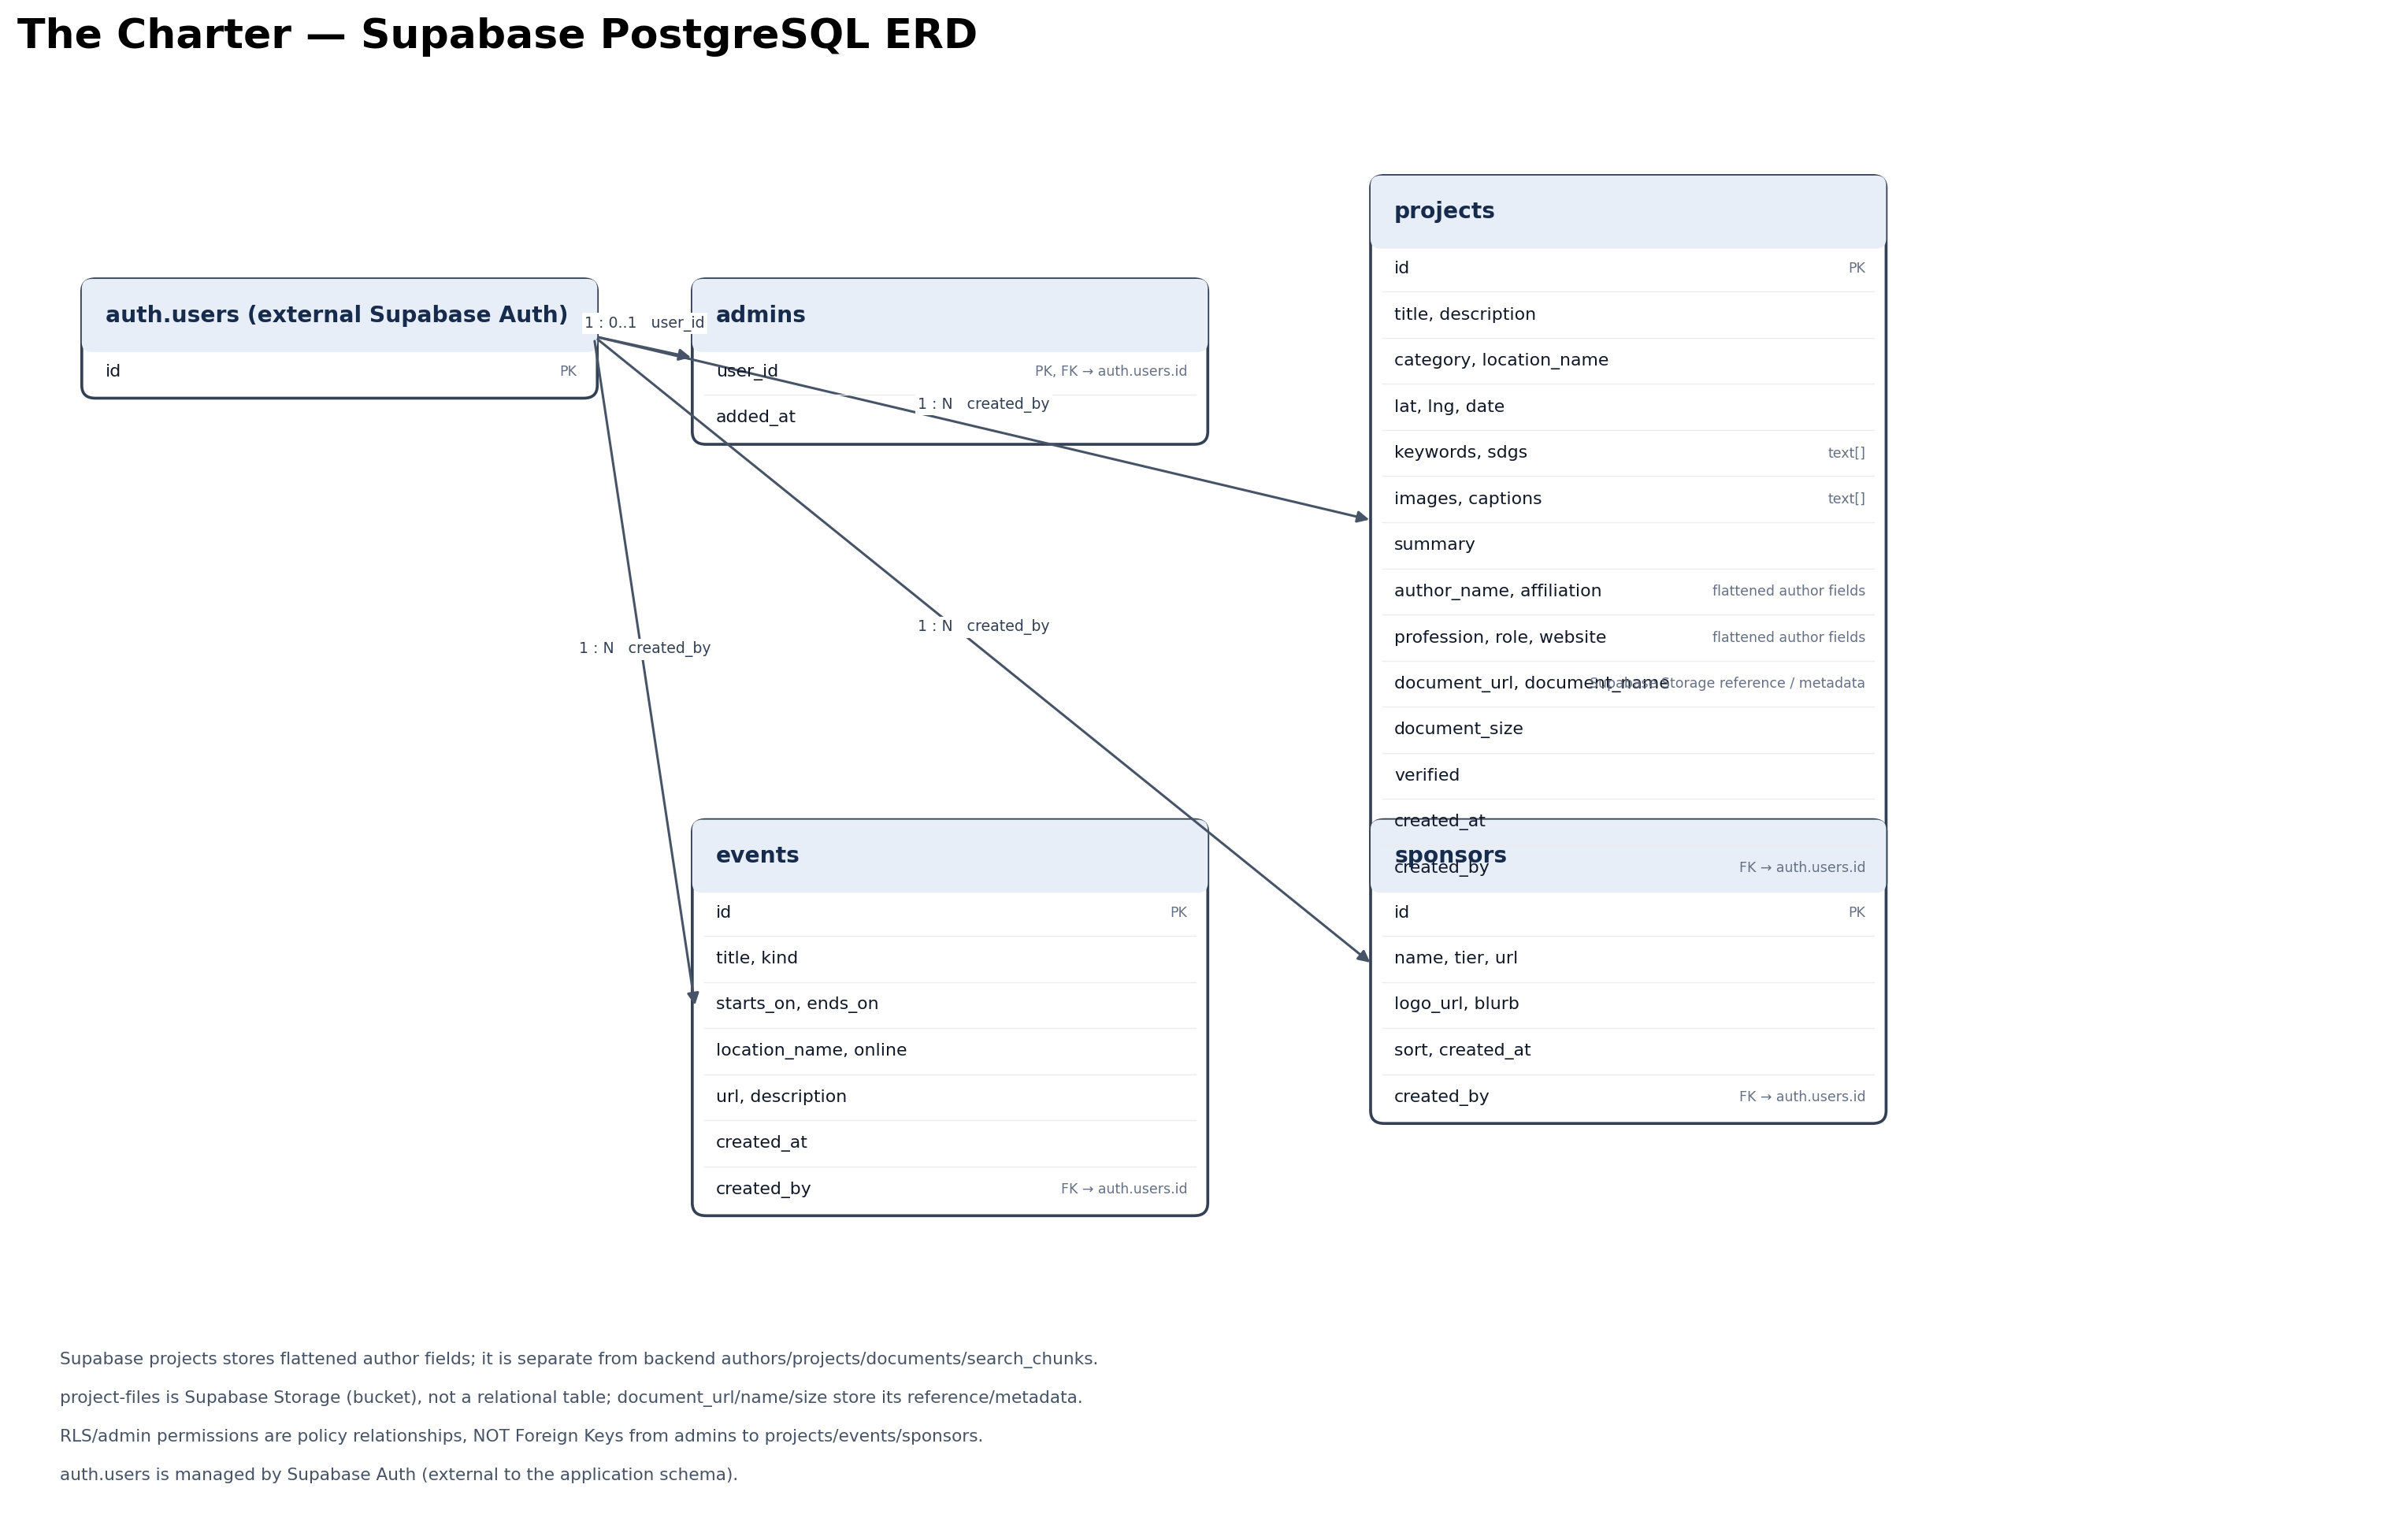 The Charter — Supabase PostgreSQL ERD
auth.users (external Supabase Auth)
id PK
1 : 0..1 user_id
admins
user_id PK, FK → auth.users.id
added_at
1 : N created_by
1 : N created_by
1 : N created_by
projects
id PK
title, description
category, location_name
lat, lng, date
keywords, sdgs text[]
images, captions text[]
summary
author_name, affiliation flattened author fields
profession, role, website flattened author fields
document_url, document_name Supabase Storage reference / metadata
document_size
verified
created_at
created_by FK → auth.users.id
events
id PK
title, kind
starts_on, ends_on
location_name, online
url, description
created_at
created_by FK → auth.users.id
sponsors
id PK
name, tier, url
logo_url, blurb
sort, created_at
created_by FK → auth.users.id
Supabase projects stores flattened author fields; it is separate from backend authors/projects/documents/search_chunks.
project-files is Supabase Storage (bucket), not a relational table; document_url/name/size store its reference/metadata.
RLS/admin permissions are policy relationships, NOT Foreign Keys from admins to projects/events/sponsors.
auth.users is managed by Supabase Auth (external to the application schema).